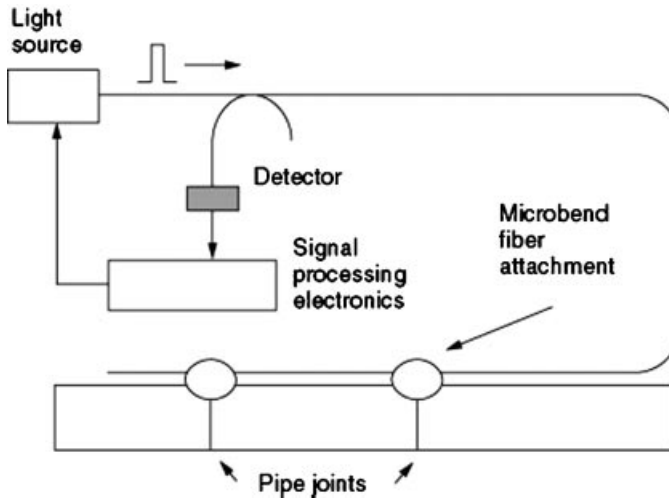 Light
source
Detector
Signal
processing
electronics
Microbend
fiber
attachment
Pipe joints